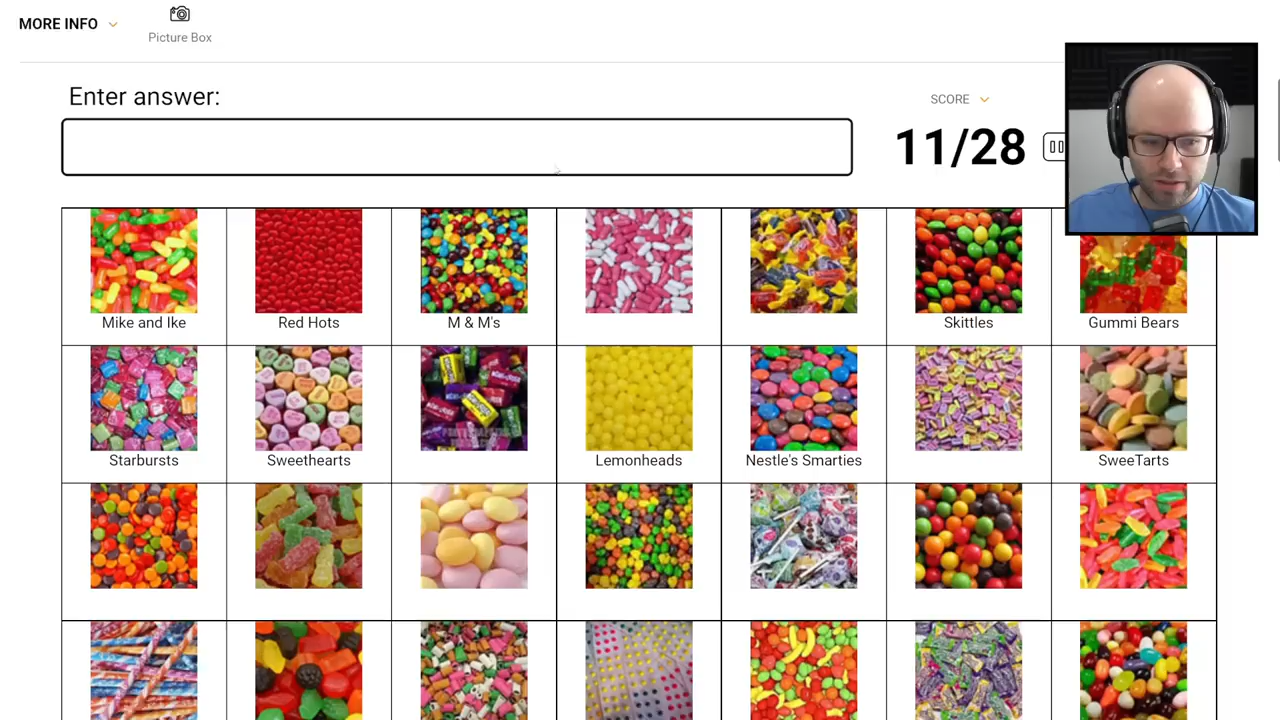 MORE INFO
Picture Box
Enter answer:
SCORE
11/28
Mike and Ike
Red Hots
M & M's
Skittles
Gummi Bears
Starbursts
Sweethearts
Lemonheads
Nestle's Smarties
SweeTarts